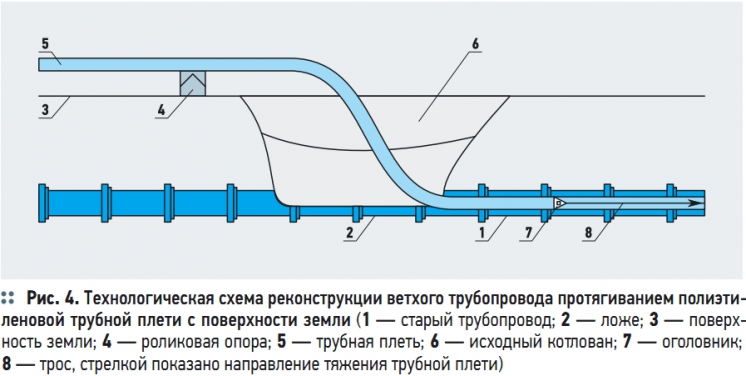 5
6
3
4
2
1
7
8
Рис. 4. Технологическая схема реконструкции ветхого трубопровода протягиванием полиэти-
леновой трубной плети с поверхности земли (1 — старый трубопровод; 2 — ложе; 3 — поверх-
ность земли; 4 — роликовая опора; 5 — трубная плеть; 6 — исходный котлован; 7 — оголовник;
8 — трос, стрелкой показано направление тяжения трубной плети)